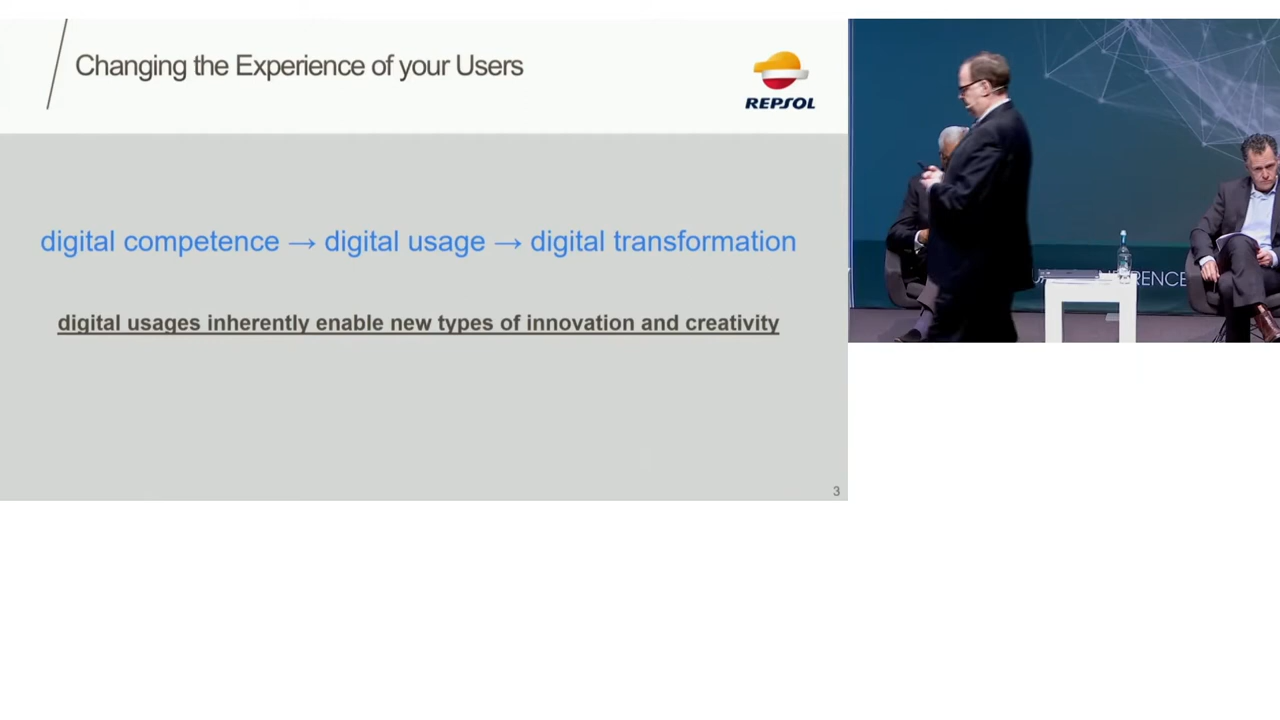 Changing the Experience of your Users
REPSOL
digital competence → digital usage → digital transformation
digital usages inherently enable new types of innovation and creativity
3